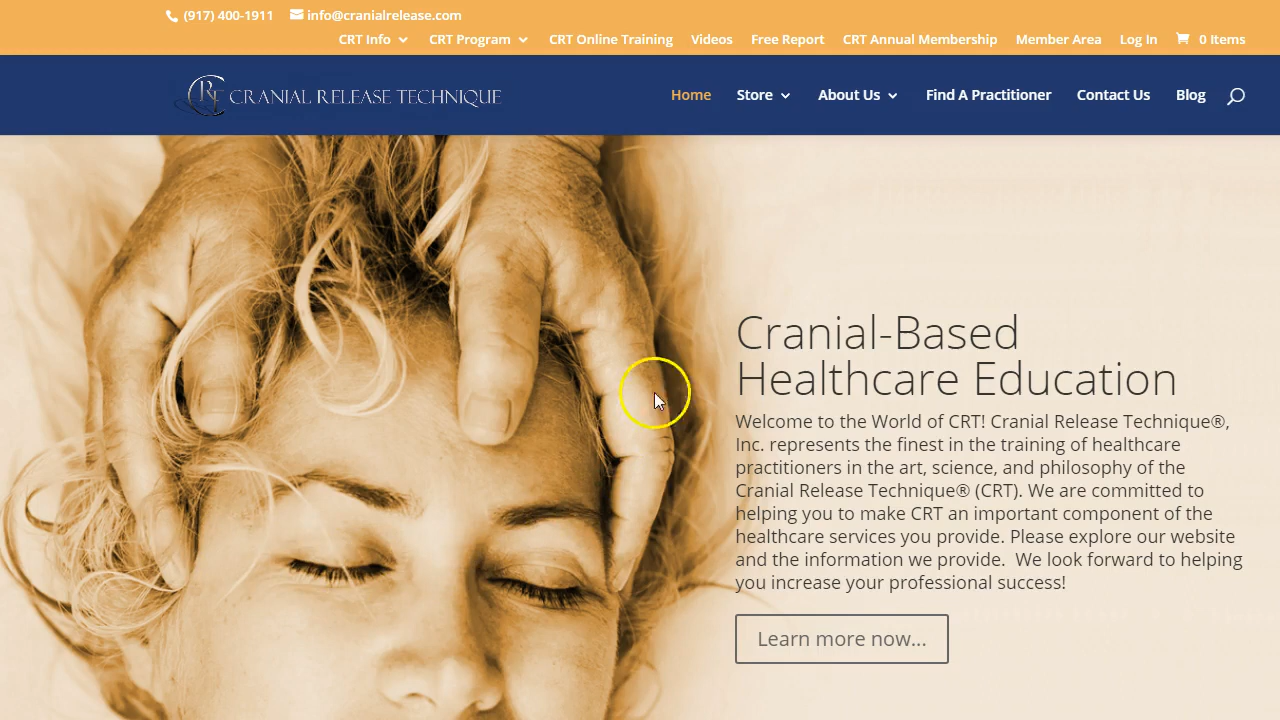 (917) 400-1911 info@cranialrelease.com
CRT Info CRT Program CRT Online Training Videos Free Report CRT Annual Membership Member Area Log In 0 Items
CRT CRANIAL RELEASE TECHNIQUE
Home Store About Us Find A Practitioner Contact Us Blog
Cranial-Based
Healthcare Education
Welcome to the World of CRT! Cranial Release Technique®,
Inc. represents the finest in the training of healthcare
practitioners in the art, science, and philosophy of the
Cranial Release Technique® (CRT). We are committed to
helping you to make CRT an important component of the
healthcare services you provide. Please explore our website
and the information we provide.  We look forward to helping
you increase your professional success!
Learn more now...